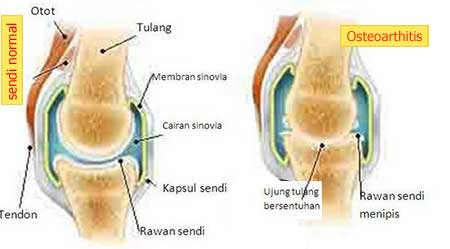 sendi normal
Otot
Tulang
Membran sinovia
Cairan sinovia
Kapsul sendi
Rawan sendi
Tendon
Osteoarthitis
Ujung tulang
bersentuhan
Rawan sendi
menipis